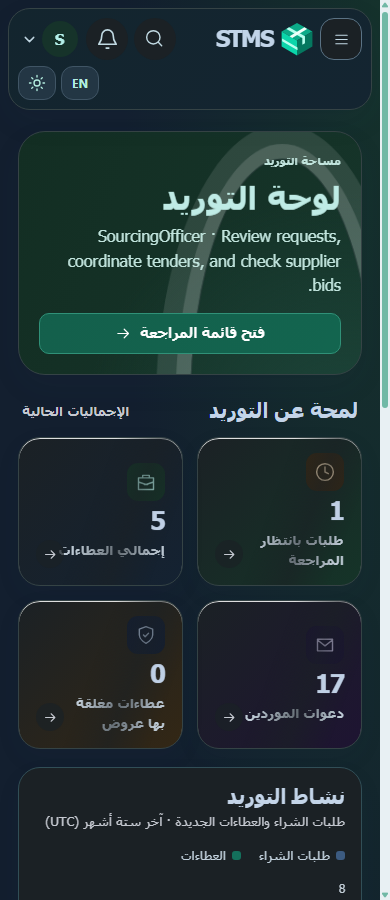 STMS
S
EN
مساحة التوريد
لوحة التوريد
SourcingOfficer · Review requests,
coordinate tenders, and check supplier
bids.
فتح قائمة المراجعة
لمحة عن التوريد
الإجماليات الحالية
1
طلبات بانتظار
المراجعة
5
إجمالي العطاءات
17
دعوات الموردين
0
عطاءات مغلقة
بها عروض
نشاط التوريد
طلبات الشراء والعطاءات الجديدة · آخر ستة أشهر (UTC)
طلبات الشراء
العطاءات
8